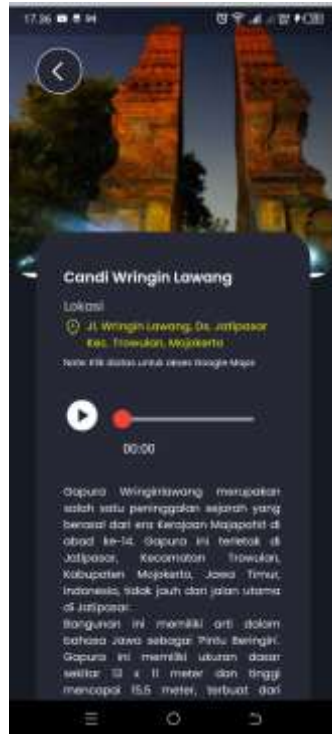 17.36
Candi Wringin Lawang
Lokasi
Jl. Wringin Lawang, Ds. Jatipasar
Kec. Trowulan, Mojokerto
Note: Klik diatas untuk akses Google Maps
00:00
Gapura Wringinlawang merupakan
salah satu peninggalan sejarah yang
berasal dari era Kerajaan Majapahit di
abad ke-14. Gapura ini terletak di
Jatipasar, Kecamatan Trowulan,
Kabupaten Mojokerto, Jawa Timur,
Indonesia, tidak jauh dari jalan utama
di Jatipasar.
Bangunan ini memiliki arti dalam
bahasa Jawa sebagai 'Pintu Beringin'.
Gapura ini memiliki ukuran dasar
sekitar 13 x 11 meter dan tinggi
mencapai 15,5 meter, terbuat dari